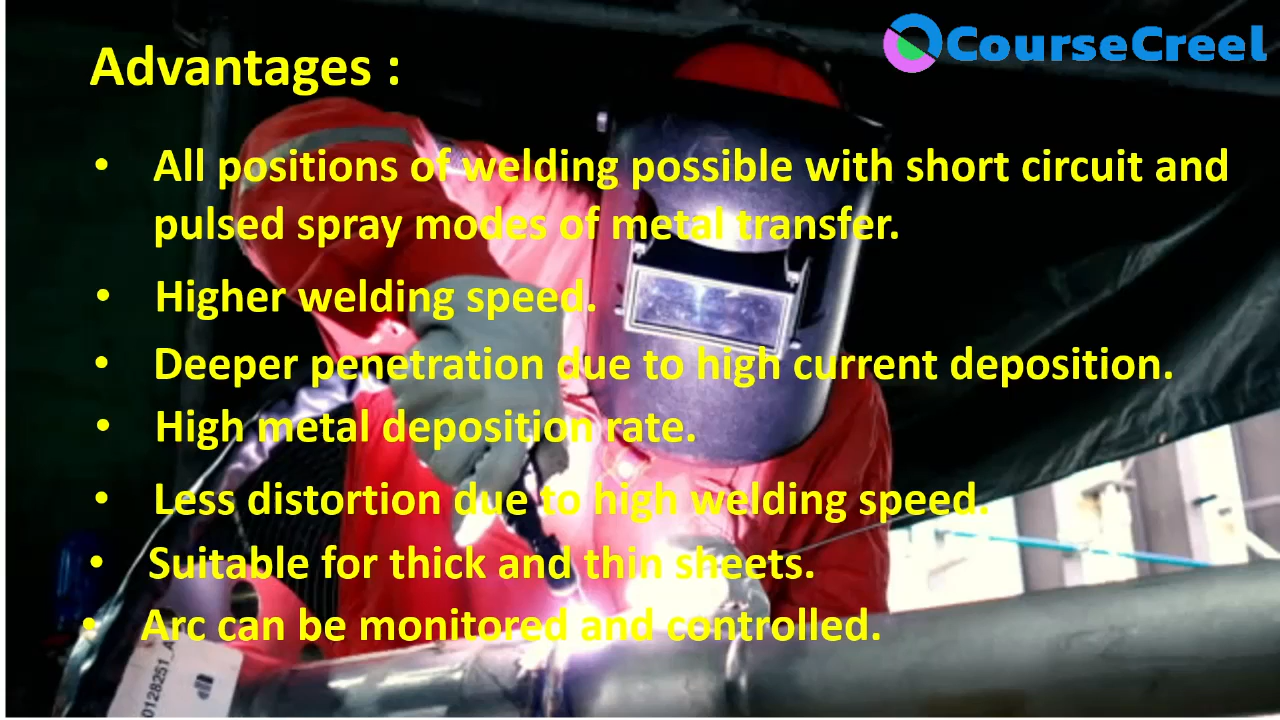 CourseCreel
Advantages :
• All positions of welding possible with short circuit and
pulsed spray modes of metal transfer.
• Higher welding speed.
• Deeper penetration due to high current deposition.
• High metal deposition rate.
• Less distortion due to high welding speed.
• Suitable for thick and thin sheets.
• Arc can be monitored and controlled.